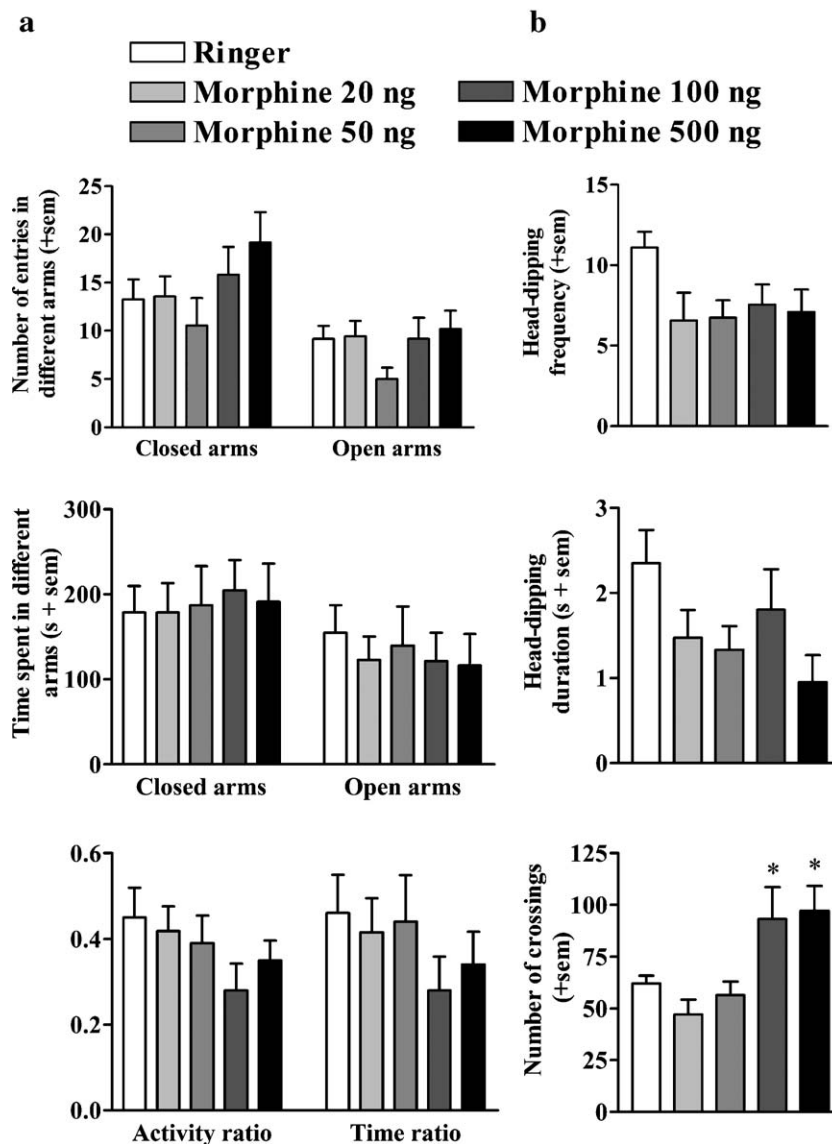 a
b
Ringer
Morphine 20 ng
Morphine 100 ng
Morphine 50 ng
Morphine 500 ng
Number of entries in
different arms (+sem)
25
20
15
10
5
0
Closed arms
Open arms
Head-dipping
frequency (+sem)
15
10
5
0
Time spent in different
arms (s + sem)
300
200
100
0
Closed arms
Open arms
Head-dipping
duration (s + sem)
3
2
1
0
0.6
0.4
0.2
0.0
Activity ratio
Time ratio
Number of crossings
(+sem)
125
100
75
50
25
0
*
*